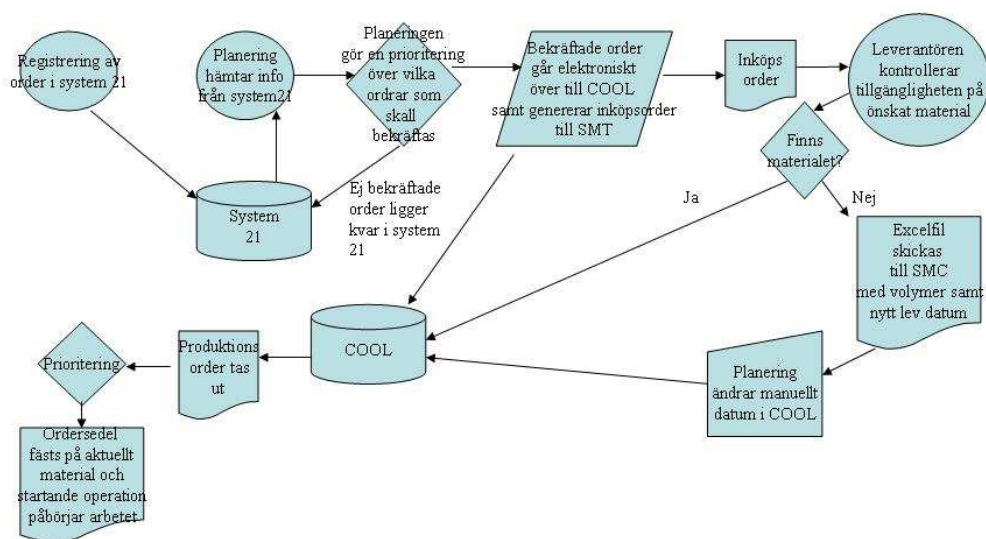 Registrering av
order i system 21
Planering
hämtar info
från system21
Planeringen
gör en prioritering
över vilka
ordrar som
skall
bekräftas
Bekräftade order
går elektroniskt
över till COOL
samt genererar inköpsorder
till SMT
Inköps
order
Leverantören
kontrollerar
tillgängligheten på
önskat material
Finns
materialet?
System
21
Ej bekräftade
order ligger
kvar i system
21
Ja
Nej
Excelfil
skickas
till SMC
med volymer samt
nytt lev.datum
COOL
Planering
ändrar manuellt
datum i COOL
Produktions
order tas
ut
Prioritering
Ordersedel
fästs på aktuellt
material och
startande operation
påbörjar arbetet